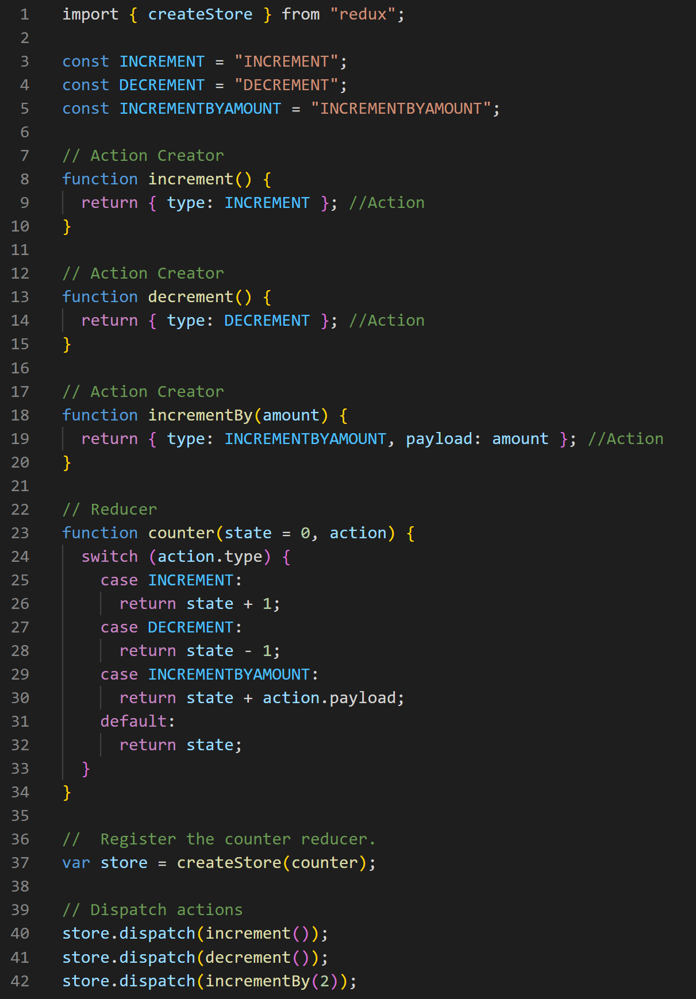 1 import { createStore } from "redux";
2
3 const INCREMENT = "INCREMENT";
4 const DECREMENT = "DECREMENT";
5 const INCREMENTBYAMOUNT = "INCREMENTBYAMOUNT";
6
7 // Action Creator
8 function increment() {
9   return { type: INCREMENT }; //Action
10 }
11
12 // Action Creator
13 function decrement() {
14   return { type: DECREMENT }; //Action
15 }
16
17 // Action Creator
18 function incrementBy(amount) {
19   return { type: INCREMENTBYAMOUNT, payload: amount }; //Action
20 }
21
22 // Reducer
23 function counter(state = 0, action) {
24   switch (action.type) {
25     case INCREMENT:
26       return state + 1;
27     case DECREMENT:
28       return state - 1;
29     case INCREMENTBYAMOUNT:
30       return state + action.payload;
31     default:
32       return state;
33   }
34 }
35
36 //  Register the counter reducer.
37 var store = createStore(counter);
38
39 // Dispatch actions
40 store.dispatch(increment());
41 store.dispatch(decrement());
42 store.dispatch(incrementBy(2));